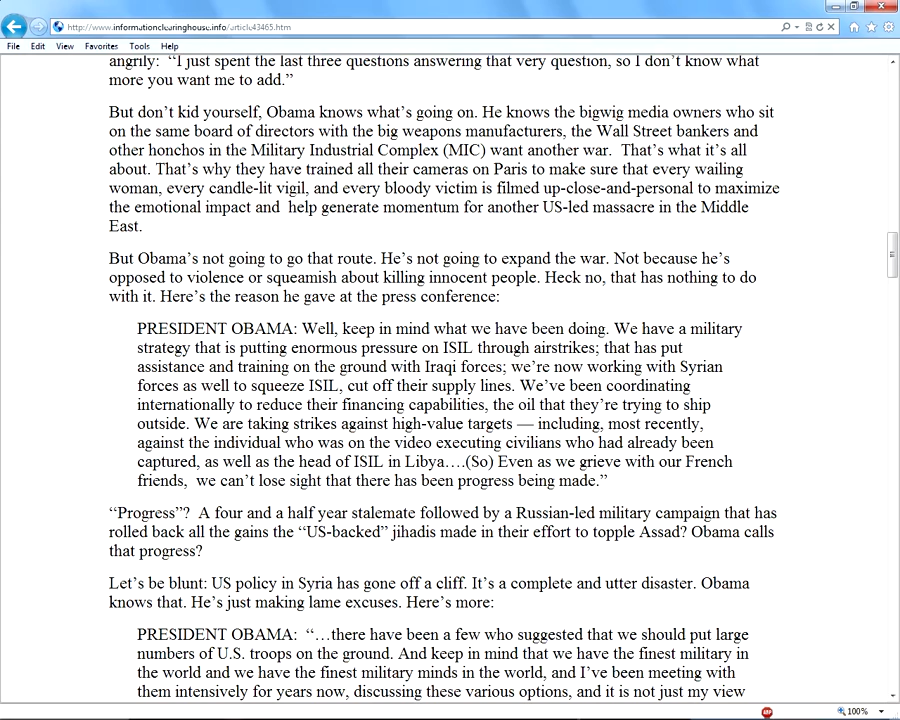 http://www.informationclearinghouse.info/article43465.htm
File Edit View Favorites Tools Help
angrily: “I just spent the last three questions answering that very question, so I don’t know what
more you want me to add.”
But don’t kid yourself, Obama knows what’s going on. He knows the bigwig media owners who sit
on the same board of directors with the big weapons manufacturers, the Wall Street bankers and
other honchos in the Military Industrial Complex (MIC) want another war. That’s what it’s all
about. That’s why they have trained all their cameras on Paris to make sure that every wailing
woman, every candle-lit vigil, and every bloody victim is filmed up-close-and-personal to maximize
the emotional impact and help generate momentum for another US-led massacre in the Middle
East.
But Obama’s not going to go that route. He’s not going to expand the war. Not because he’s
opposed to violence or squeamish about killing innocent people. Heck no, that has nothing to do
with it. Here’s the reason he gave at the press conference:
PRESIDENT OBAMA: Well, keep in mind what we have been doing. We have a military
strategy that is putting enormous pressure on ISIL through airstrikes; that has put
assistance and training on the ground with Iraqi forces; we’re now working with Syrian
forces as well to squeeze ISIL, cut off their supply lines. We’ve been coordinating
internationally to reduce their financing capabilities, the oil that they’re trying to ship
outside. We are taking strikes against high-value targets — including, most recently,
against the individual who was on the video executing civilians who had already been
captured, as well as the head of ISIL in Libya….(So) Even as we grieve with our French
friends, we can’t lose sight that there has been progress being made.”
“Progress”? A four and a half year stalemate followed by a Russian-led military campaign that has
rolled back all the gains the “US-backed” jihadis made in their effort to topple Assad? Obama calls
that progress?
Let’s be blunt: US policy in Syria has gone off a cliff. It’s a complete and utter disaster. Obama
knows that. He’s just making lame excuses. Here’s more:
PRESIDENT OBAMA: “…there have been a few who suggested that we should put large
numbers of U.S. troops on the ground. And keep in mind that we have the finest military in
the world and we have the finest military minds in the world, and I’ve been meeting with
them intensively for years now, discussing these various options, and it is not just my view
ABP
100%